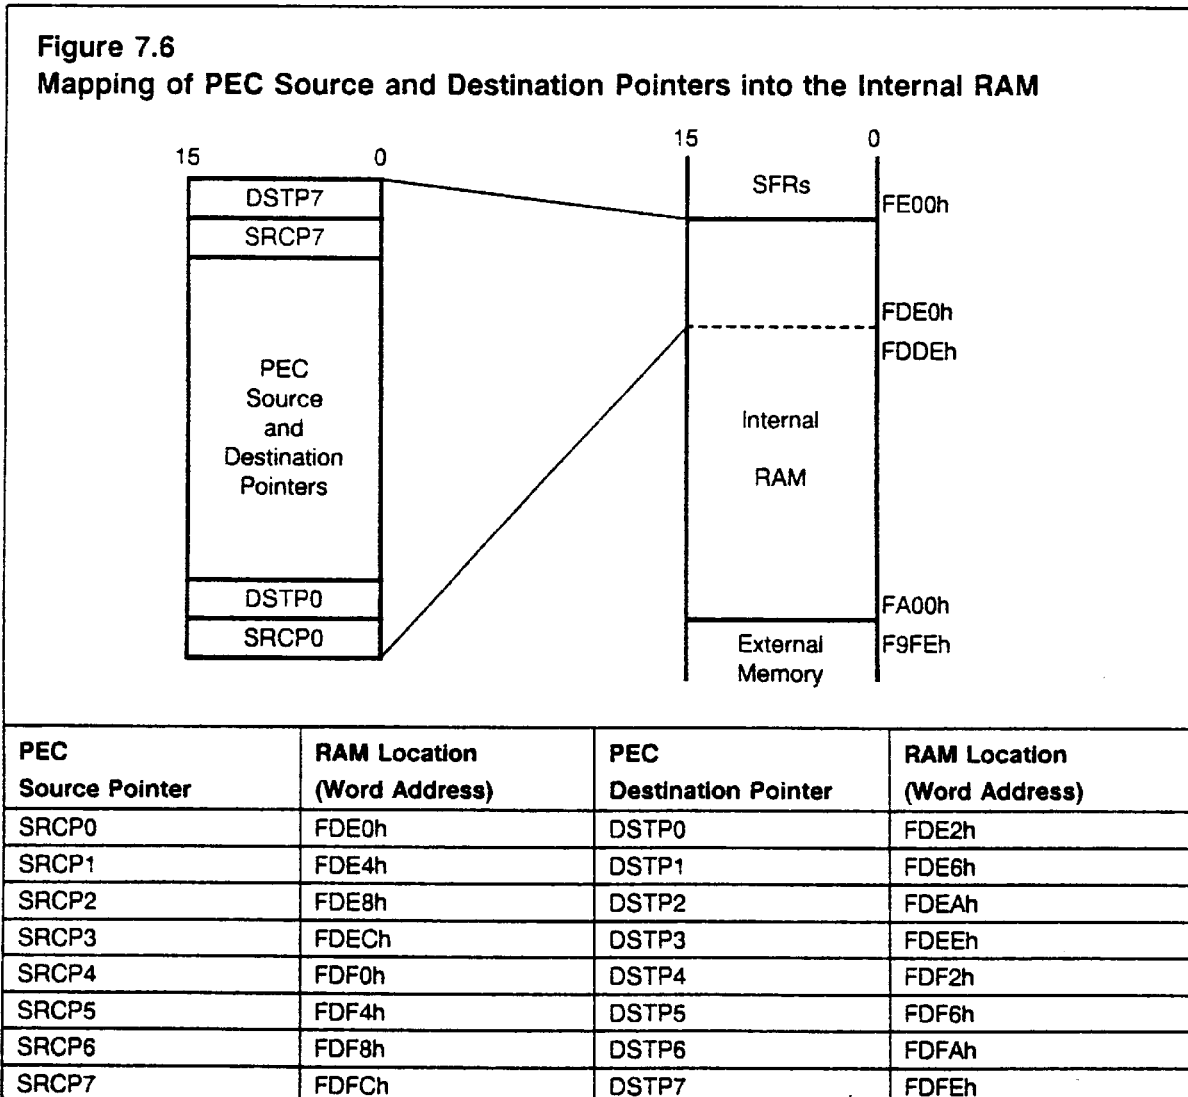 Figure 7.6
Mapping of PEC Source and Destination Pointers into the Internal RAM
15 0
DSTP7
SRCP7
PEC
Source
and
Destination
Pointers
DSTP0
SRCP0
15 0
SFRs
FE00h
FDE0h
FDDEh
Internal
RAM
FA00h
External
Memory
F9FEh
PEC
Source Pointer
RAM Location
(Word Address)
PEC
Destination Pointer
RAM Location
(Word Address)
SRCP0 FDE0h DSTP0 FDE2h
SRCP1 FDE4h DSTP1 FDE6h
SRCP2 FDE8h DSTP2 FDEAh
SRCP3 FDECh DSTP3 FDEEh
SRCP4 FDF0h DSTP4 FDF2h
SRCP5 FDF4h DSTP5 FDF6h
SRCP6 FDF8h DSTP6 FDFAh
SRCP7 FDFCh DSTP7 FDFEh